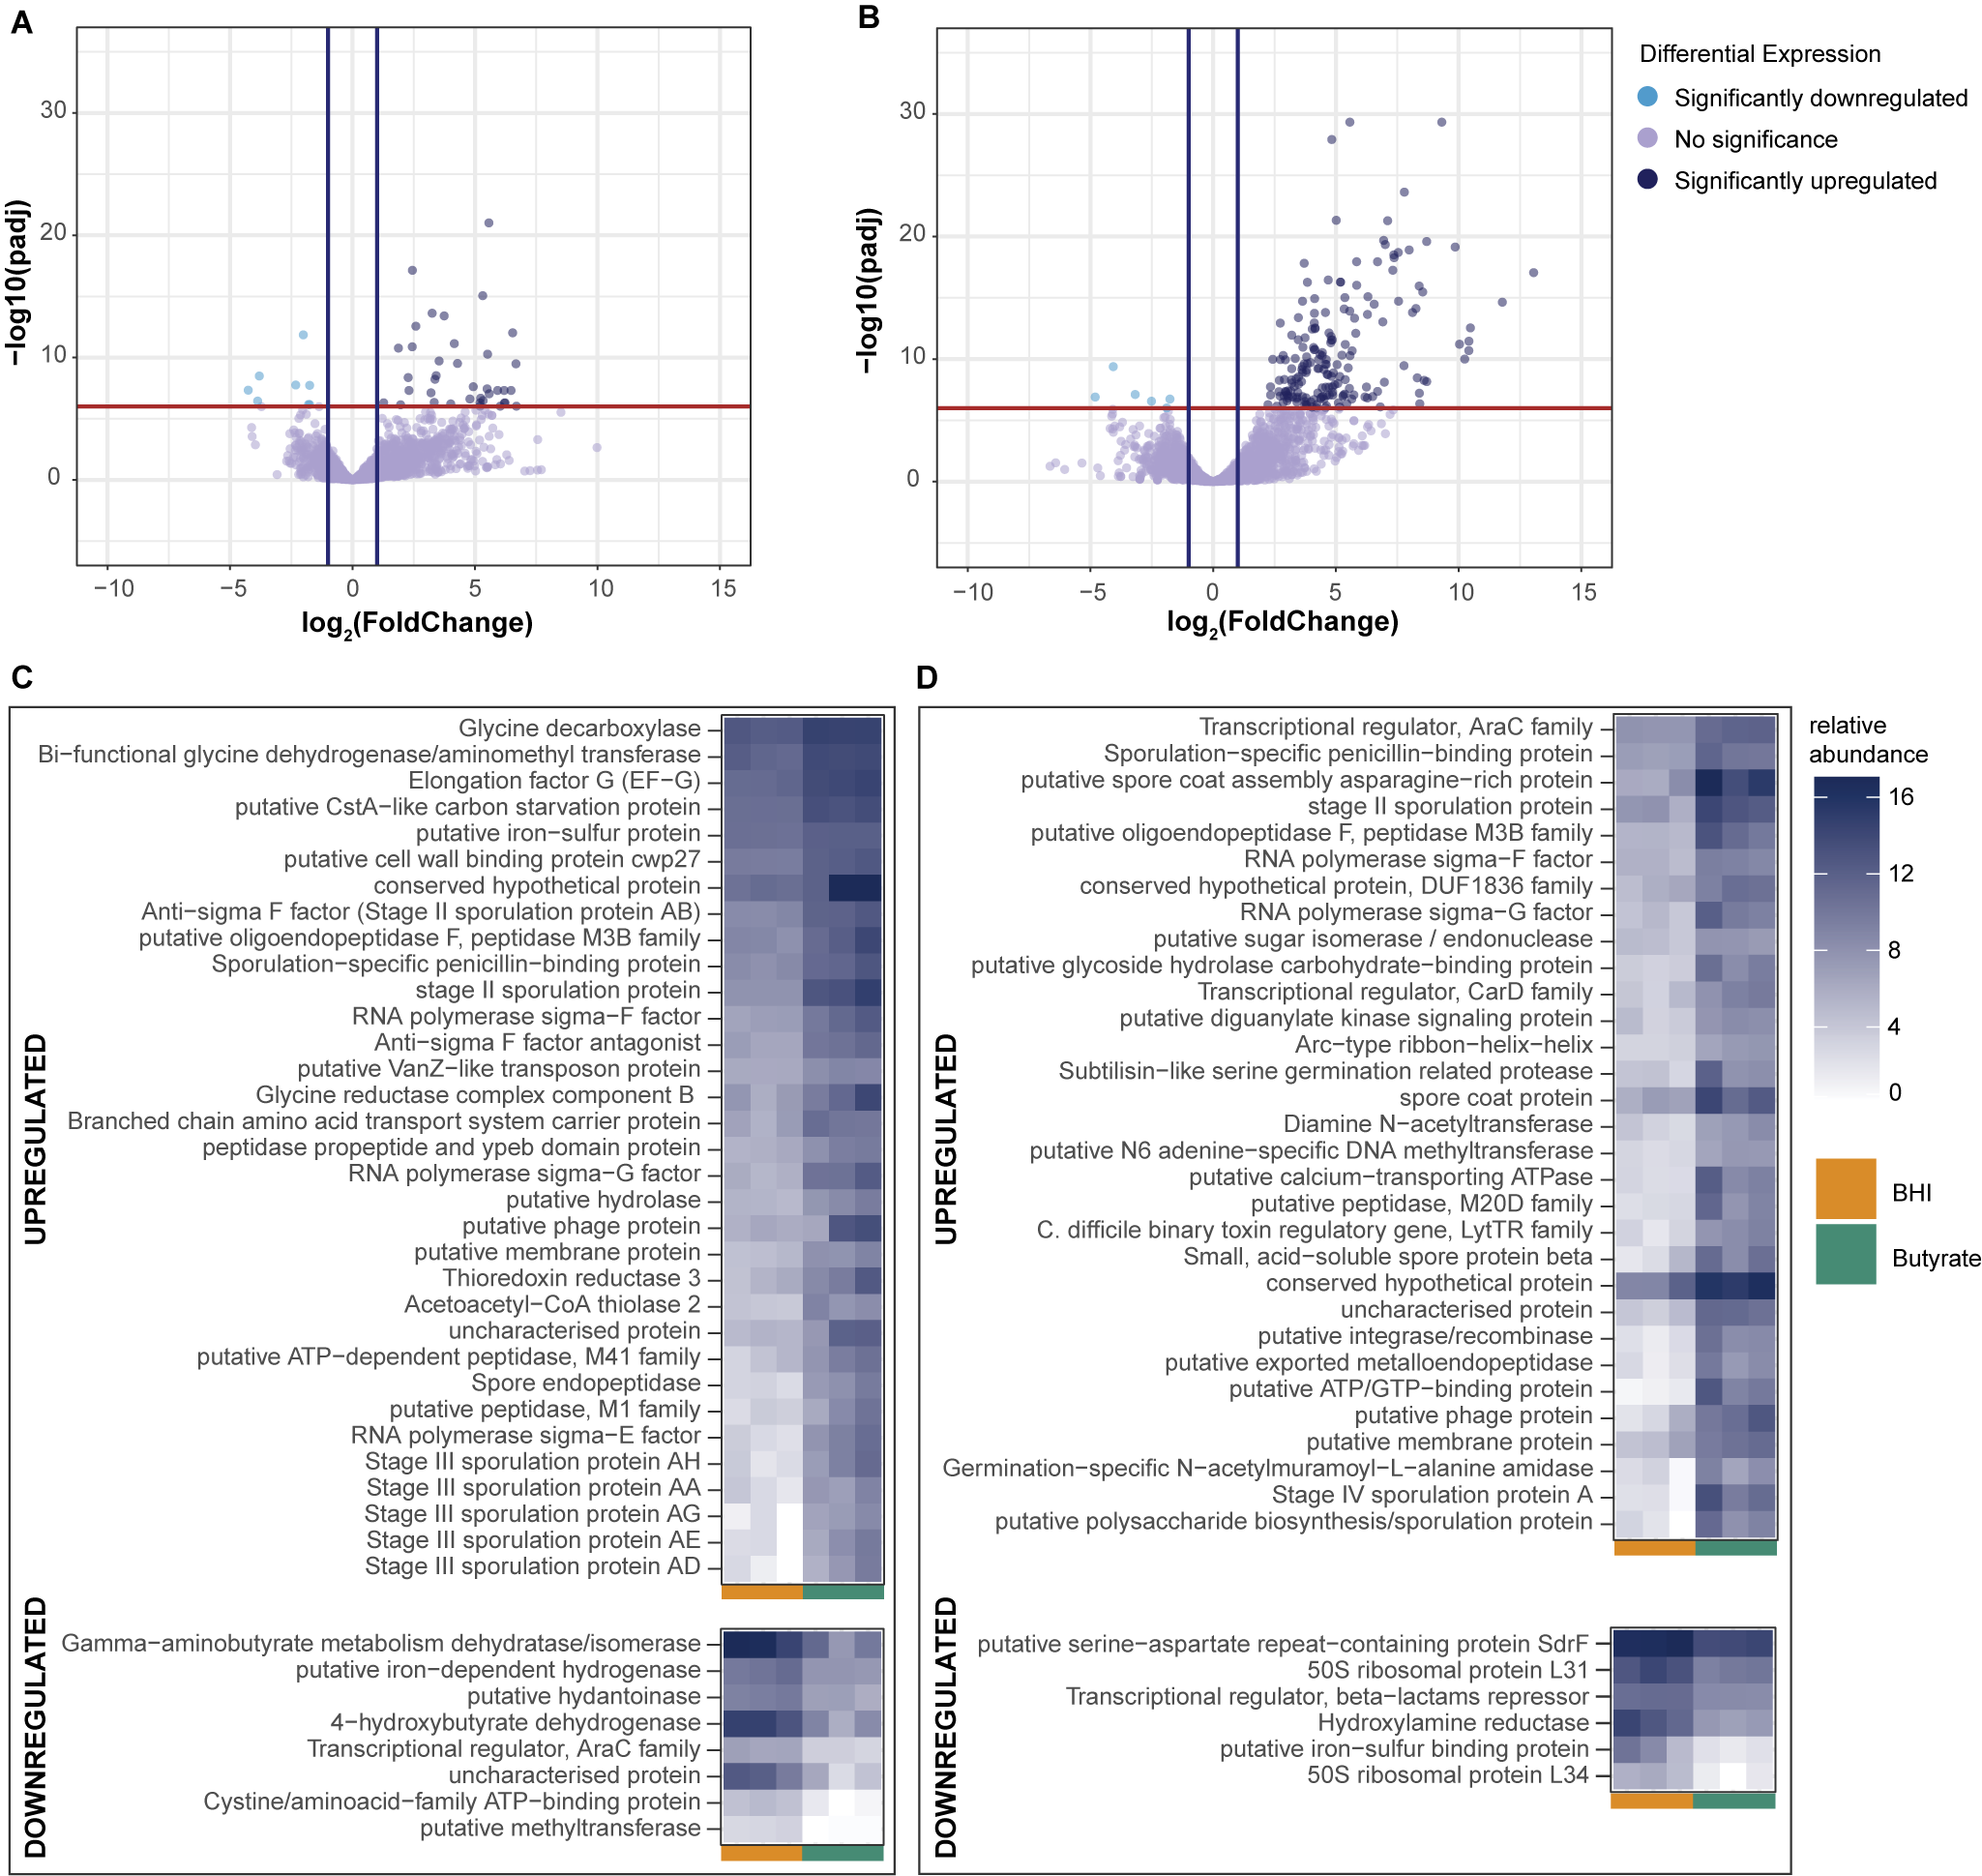 A
30
20
10
0
−log10(padj)
−10
−5
0
5
10
15
log2(FoldChange)
B
30
20
10
0
−log10(padj)
−10
−5
0
5
10
15
log2(FoldChange)
Differential Expression
Significantly downregulated
No significance
Significantly upregulated
C
UPREGULATED
Glycine decarboxylase
Bi−functional glycine dehydrogenase/aminomethyl transferase
Elongation factor G (EF−G)
putative CstA−like carbon starvation protein
putative iron−sulfur protein
putative cell wall binding protein cwp27
conserved hypothetical protein
Anti−sigma F factor (Stage II sporulation protein AB)
putative oligoendopeptidase F, peptidase M3B family
Sporulation−specific penicillin−binding protein
stage II sporulation protein
RNA polymerase sigma−F factor
Anti−sigma F factor antagonist
putative VanZ−like transposon protein
Glycine reductase complex component B
Branched chain amino acid transport system carrier protein
peptidase propeptide and ypeb domain protein
RNA polymerase sigma−G factor
putative hydrolase
putative phage protein
putative membrane protein
Thioredoxin reductase 3
Acetoacetyl−CoA thiolase 2
uncharacterised protein
putative ATP−dependent peptidase, M41 family
Spore endopeptidase
putative peptidase, M1 family
RNA polymerase sigma−E factor
Stage III sporulation protein AH
Stage III sporulation protein AA
Stage III sporulation protein AG
Stage III sporulation protein AE
Stage III sporulation protein AD
DOWNREGULATED
Gamma−aminobutyrate metabolism dehydratase/isomerase
putative iron−dependent hydrogenase
putative hydantoinase
4−hydroxybutyrate dehydrogenase
Transcriptional regulator, AraC family
uncharacterised protein
Cystine/aminoacid−family ATP−binding protein
putative methyltransferase
D
UPREGULATED
Transcriptional regulator, AraC family
Sporulation−specific penicillin−binding protein
putative spore coat assembly asparagine−rich protein
stage II sporulation protein
putative oligoendopeptidase F, peptidase M3B family
RNA polymerase sigma−F factor
conserved hypothetical protein, DUF1836 family
RNA polymerase sigma−G factor
putative sugar isomerase / endonuclease
putative glycoside hydrolase carbohydrate−binding protein
Transcriptional regulator, CarD family
putative diguanylate kinase signaling protein
Arc−type ribbon−helix−helix
Subtilisin−like serine germination related protease
spore coat protein
Diamine N−acetyltransferase
putative N6 adenine−specific DNA methyltransferase
putative calcium−transporting ATPase
putative peptidase, M20D family
C. difficile binary toxin regulatory gene, LytTR family
Small, acid−soluble spore protein beta
conserved hypothetical protein
uncharacterised protein
putative integrase/recombinase
putative exported metalloendopeptidase
putative ATP/GTP−binding protein
putative phage protein
putative membrane protein
Germination−specific N−acetylmuramoyl−L−alanine amidase
Stage IV sporulation protein A
putative polysaccharide biosynthesis/sporulation protein
DOWNREGULATED
putative serine−aspartate repeat−containing protein SdrF
50S ribosomal protein L31
Transcriptional regulator, beta−lactams repressor
Hydroxylamine reductase
putative iron−sulfur binding protein
50S ribosomal protein L34
relative
abundance
16
12
8
4
0
BHI
Butyrate